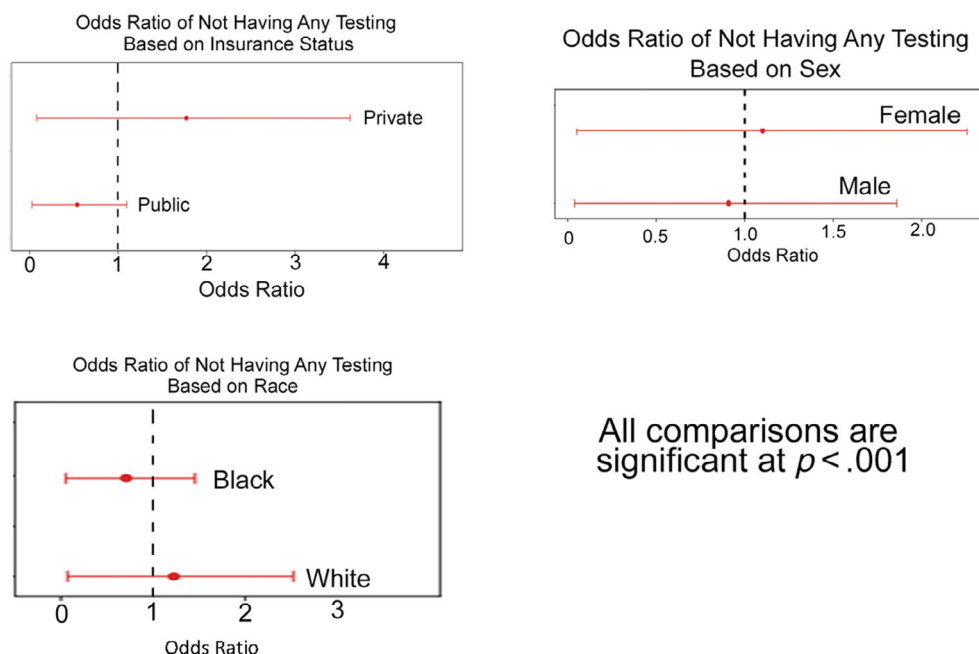 Odds Ratio of Not Having Any Testing
Based on Insurance Status
Private
Public
0 1 2 3 4
Odds Ratio
Odds Ratio of Not Having Any Testing
Based on Sex
Female
Male
0 0.5 1.0 1.5 2.0
Odds Ratio
Odds Ratio of Not Having Any Testing
Based on Race
Black
White
0 1 2 3
Odds Ratio
All comparisons are
significant at p < .001